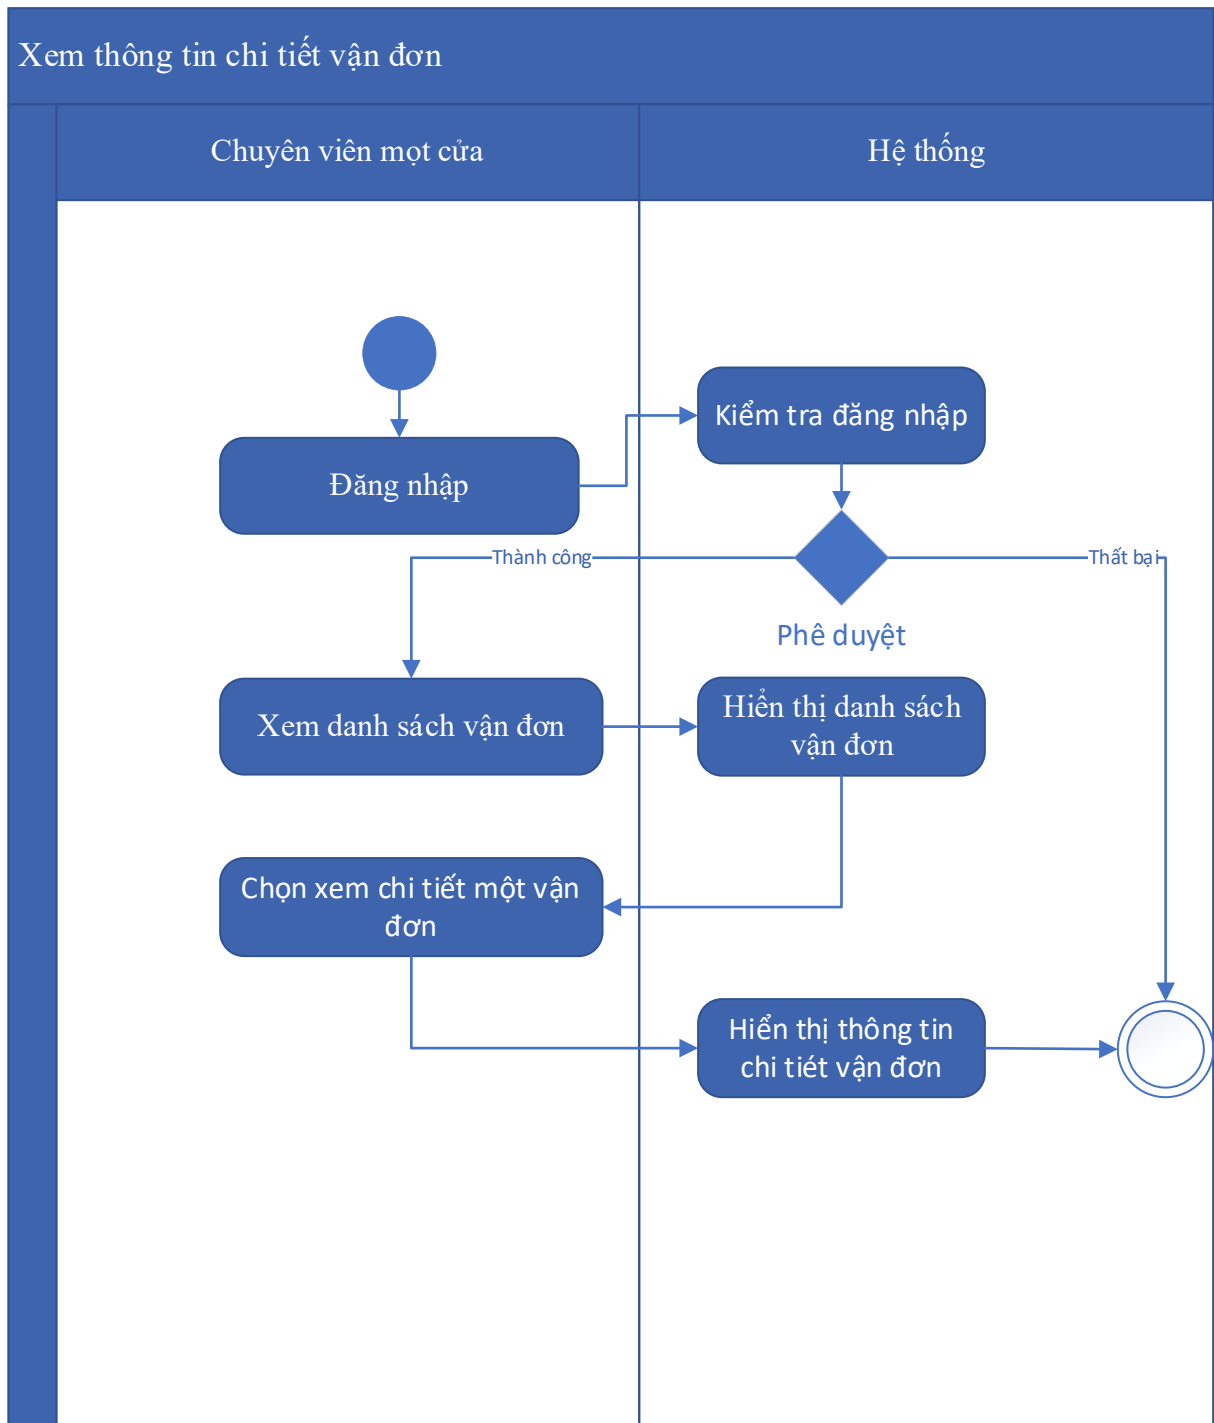 Xem thông tin chi tiết vận đơn
Chuyên viên mọt cửa
Hệ thống
Kiểm tra đăng nhập
Đăng nhập
Thành công
Thất bại
Phê duyệt
Xem danh sách vận đơn
Hiển thị danh sách
vận đơn
Chọn xem chi tiết một vận
đơn
Hiển thị thông tin
chi tiét vận đơn